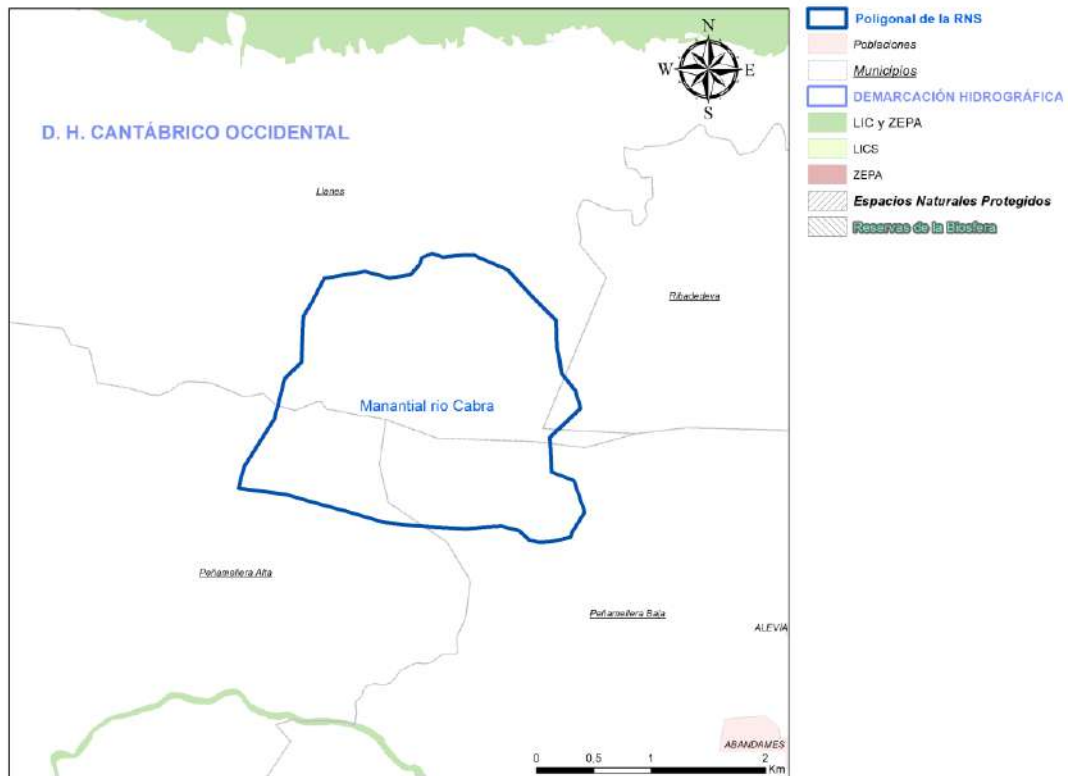 N
W E
S
D. H. CANTÁBRICO OCCIDENTAL
Llanes
Ribadedeva
Manantial rio Cabra
Peñamellera Alta
Peñamellera Baja
ALEVIA
ABANDAMES
0 0,5 1 2
Km
Poligonal de la RNS
Poblaciones
Municipios
DEMARCACIÓN HIDROGRÁFICA
LIC y ZEPA
LICS
ZEPA
Espacios Naturales Protegidos
Reservas de la Biosfera